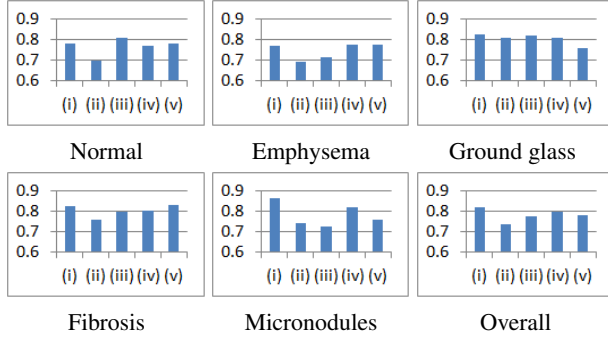 0.9 0.9 0.9
0.8 0.8 0.8
0.7 0.7 0.7
0.6 0.6 0.6
(i) (ii) (iii) (iv) (v) (i) (ii) (iii) (iv) (v) (i) (ii) (iii) (iv) (v)
Normal Emphysema Ground glass
0.9 0.9 0.9
0.8 0.8 0.8
0.7 0.7 0.7
0.6 0.6 0.6
(i) (ii) (iii) (iv) (v) (i) (ii) (iii) (iv) (v) (i) (ii) (iii) (iv) (v)
Fibrosis Micronodules Overall